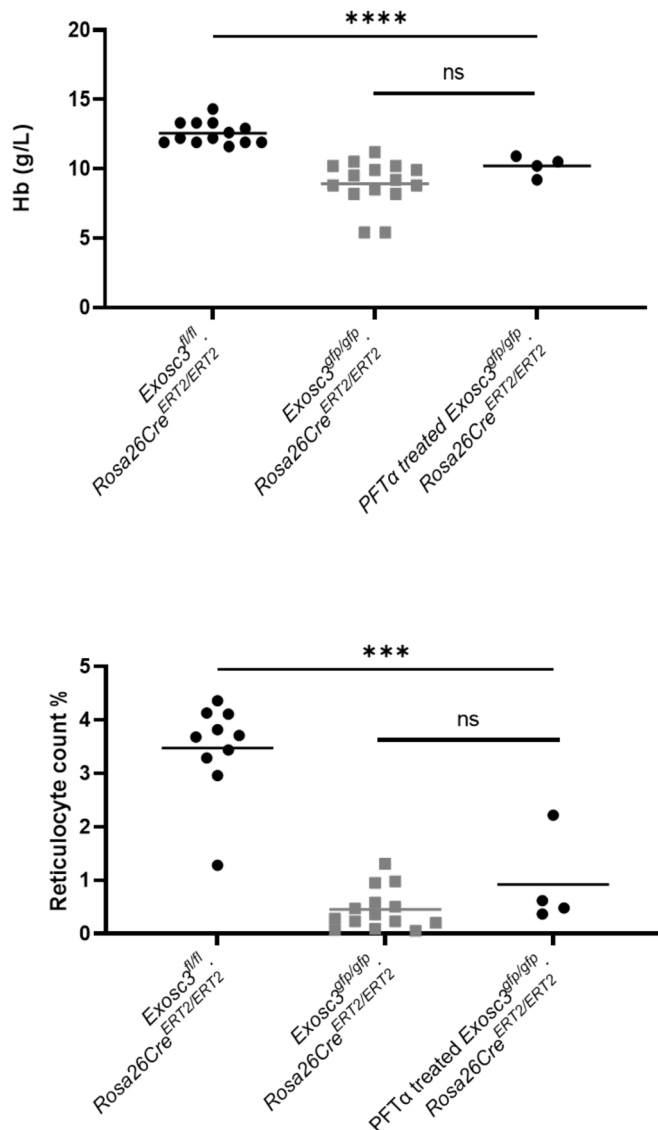 20
15
10
5
0
Hb (g/L)
****
ns
Exosc3fl/fl.
Rosa26CreERT2/ERT2
Exosc3gfp/gfp.
Rosa26CreERT2/ERT2
PFTα treated Exosc3gfp/gfp.
Rosa26CreERT2/ERT2
5
4
3
2
1
0
Reticulocyte count %
***
ns
Exosc3fl/fl.
Rosa26CreERT2/ERT2
Exosc3gfp/gfp.
Rosa26CreERT2/ERT2
PFTα treated Exosc3gfp/gfp.
Rosa26CreERT2/ERT2